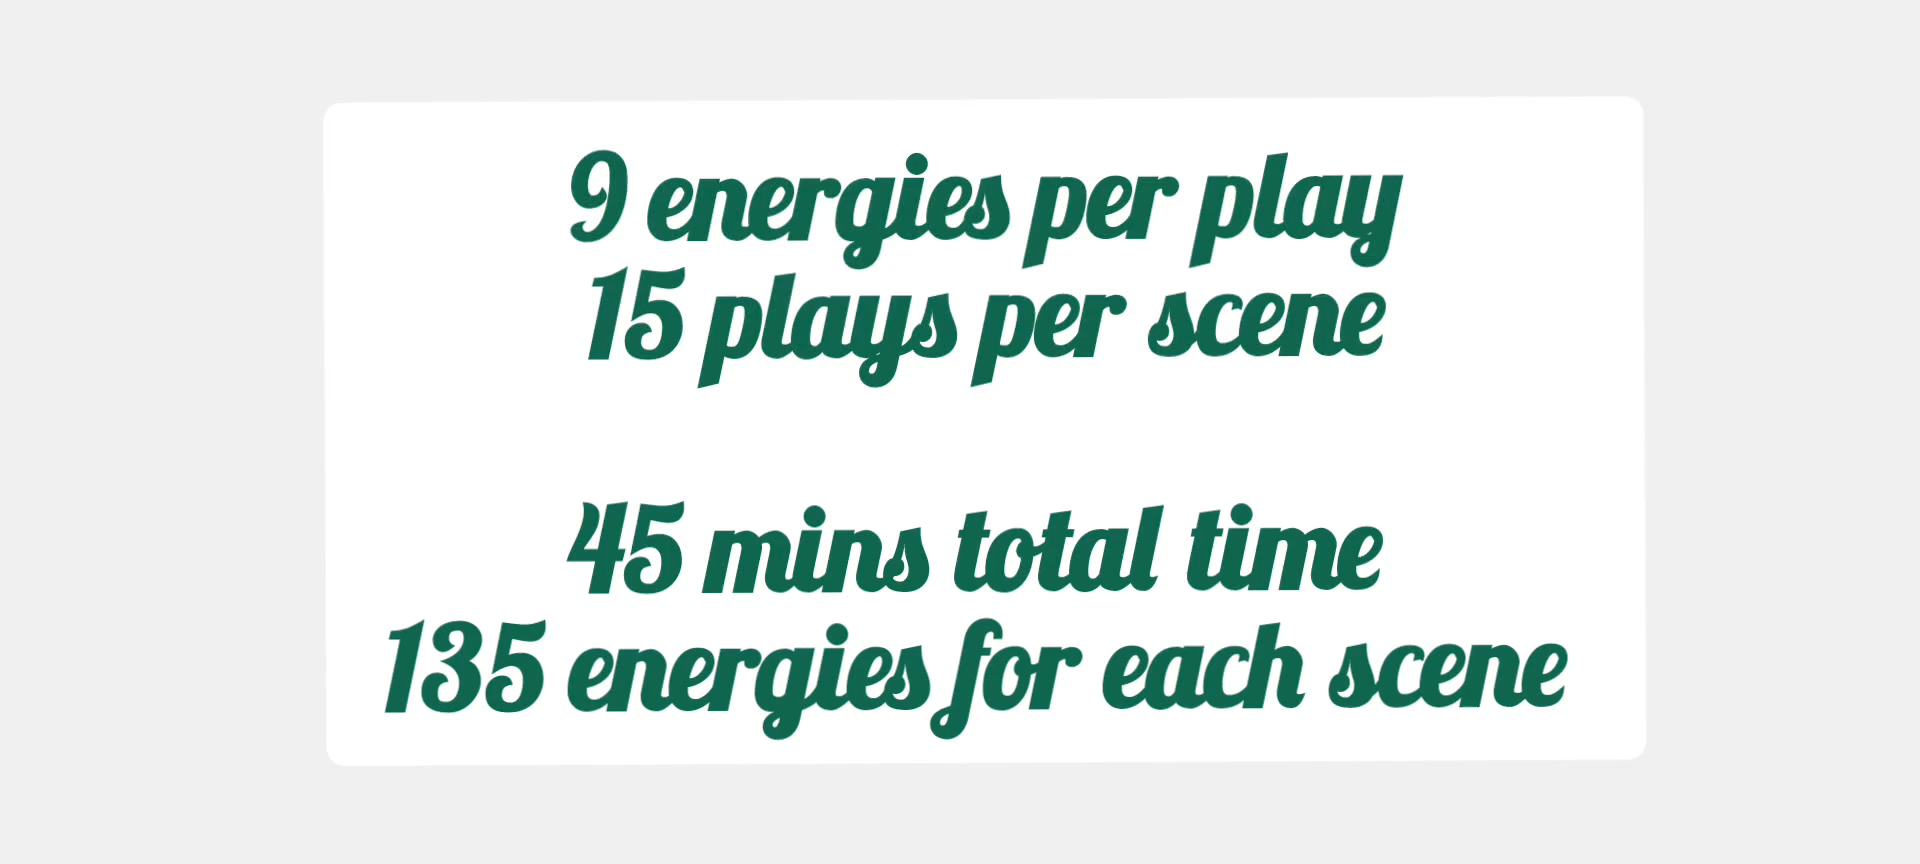 9 energies per play
15 plays per scene
45 mins total time
135 energies for each scene